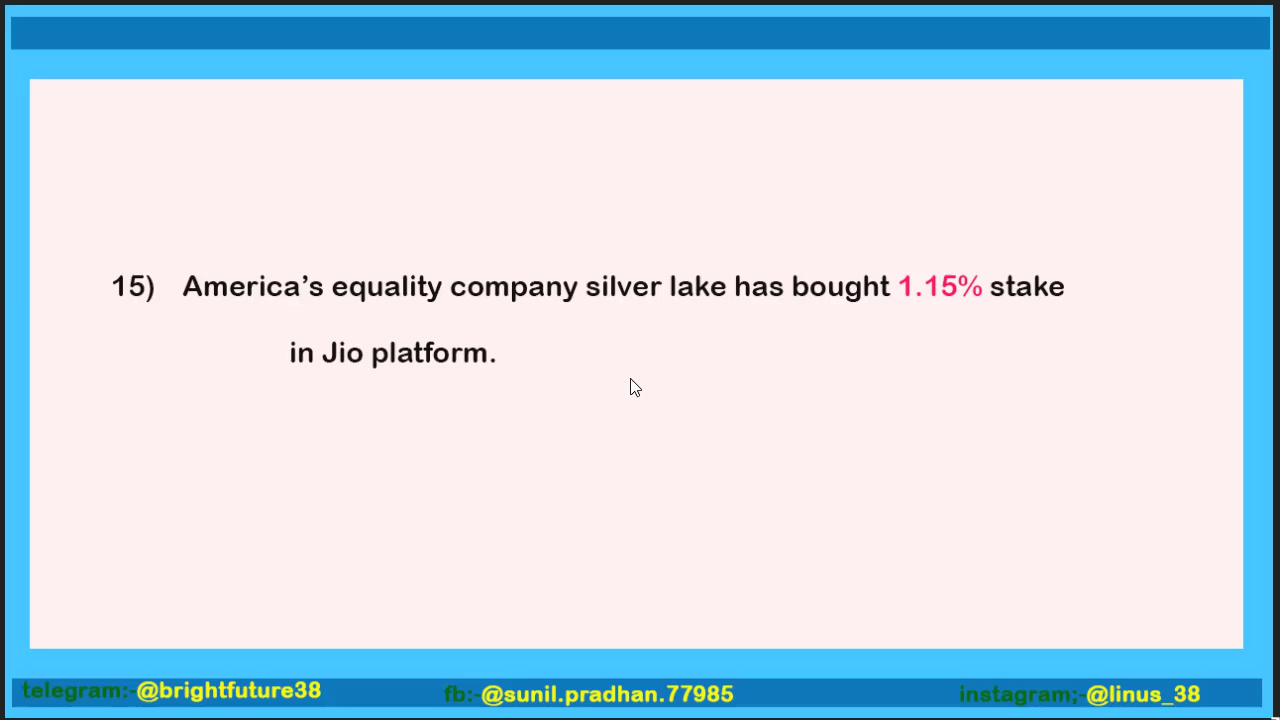 15) America's equality company silver lake has bought 1.15% stake
in Jio platform.
telegram:-@brightfuture38 fb:-@sunil.pradhan.77985 instagram;-@linus_38